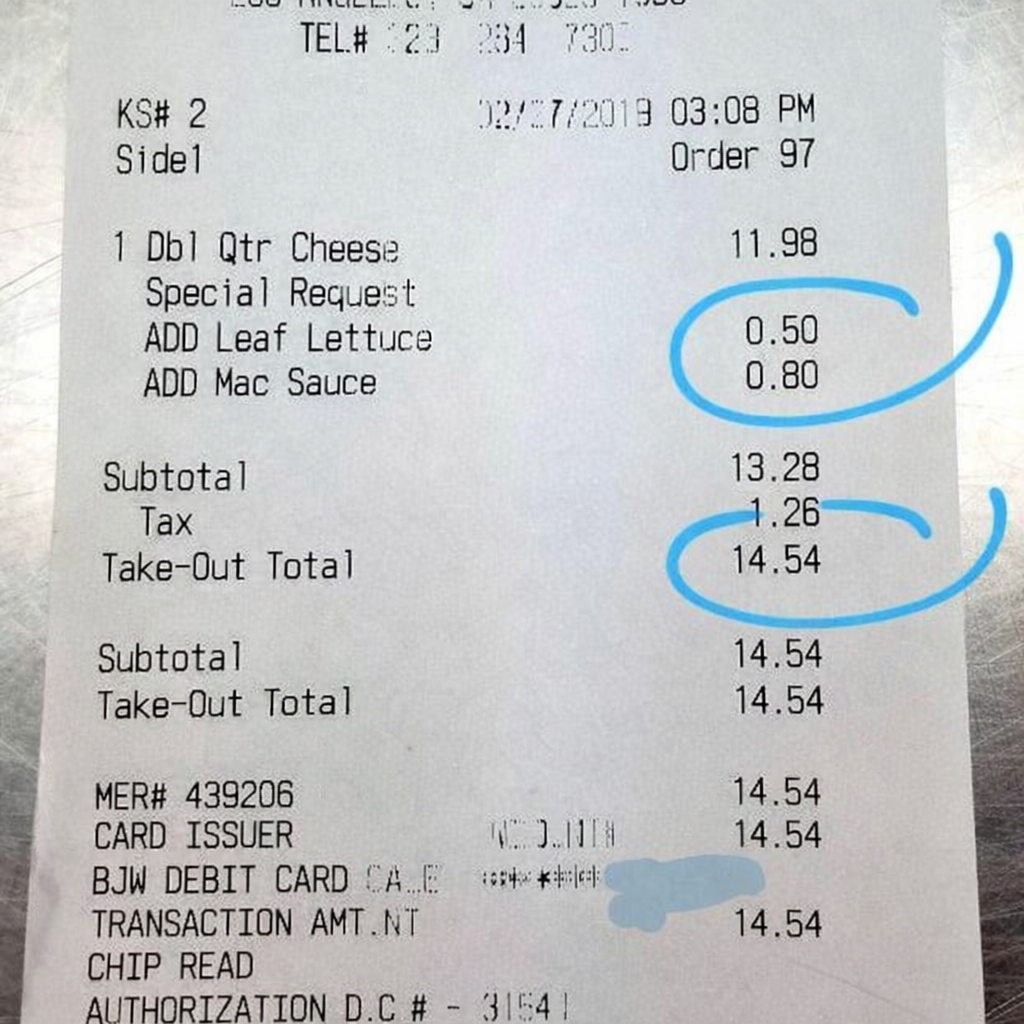 TEL#
KS# 2 03:08 PM
Side1 Order 97
1 Dbl Qtr Cheese 11.98
Special Request
ADD Leaf Lettuce 0.50
ADD Mac Sauce 0.80
Subtotal 13.28
Tax 1.26
Take-Out Total 14.54
Subtotal 14.54
Take-Out Total 14.54
MER# 439206 14.54
CARD ISSUER 14.54
BJW DEBIT CARD
TRANSACTION AMT.NT 14.54
CHIP READ
AUTHORIZATION D.C # -